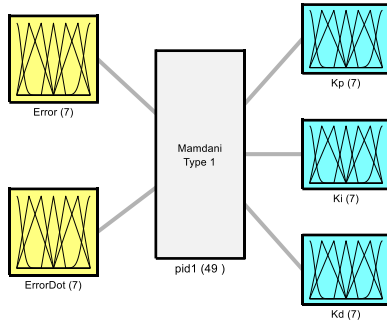 Error (7)
ErrorDot (7)
Mamdani
Type 1
pid1 (49 )
Kp (7)
Ki (7)
Kd (7)